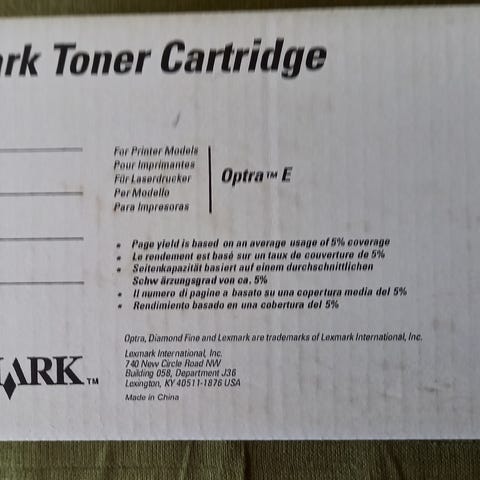 ark Toner Cartridge
For Printer Models
Pour Imprimantes
Für Laserdrucker
Per Modello
Para Impresoras
Optra™ E
* Page yield is based on an average usage of 5% coverage
* Le rendement est basé sur un taux de couverture de 5%
* Seitenkapazität basiert auf einem durchschnittlichen
Schw ärzungsgrad von ca. 5%
* Il numero di pagine a basato su una copertura media del 5%
* Rendimiento basado en una cobertura del 5%
Optra, Diamond Fine and Lexmark are trademarks of Lexmark International, Inc.
Lexmark International, Inc.
740 New Circle Road NW
Building 058, Department J36
Lexington, KY 40511-1876 USA
Made in China
MARK™